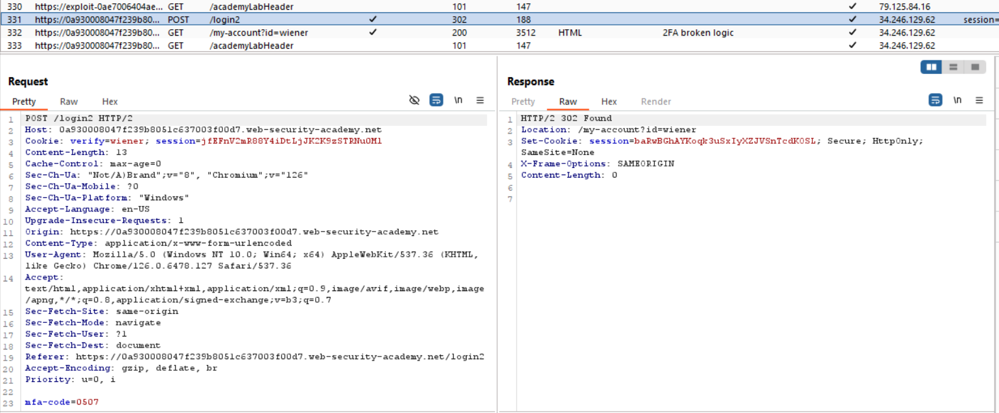 330 https://exploit-0ae7006404ae... GET /academyLabHeader 101 147 ✓ 79.125.84.16
331 https://0a930008047f239b80... POST /login2 ✓ 302 188 ✓ 34.246.129.62 session=
332 https://0a930008047f239b80... GET /my-account?id=wiener ✓ 200 3512 HTML 2FA broken logic ✓ 34.246.129.62
333 https://0a930008047f239b80... GET /academyLabHeader 101 147 ✓ 34.246.129.62
Request
Pretty Raw Hex \n
1 POST /login2 HTTP/2
2 Host: 0a930008047f239b8051c637003f00d7.web-security-academy.net
3 Cookie: verify=wiener; session=jfEFnV2mR88Y4iDtLjJK2K9zSTRNu0Ml
4 Content-Length: 13
5 Cache-Control: max-age=0
6 Sec-Ch-Ua: "Not/A)Brand";v="8", "Chromium";v="126"
7 Sec-Ch-Ua-Mobile: ?0
8 Sec-Ch-Ua-Platform: "Windows"
9 Accept-Language: en-US
10 Upgrade-Insecure-Requests: 1
11 Origin: https://0a930008047f239b8051c637003f00d7.web-security-academy.net
12 Content-Type: application/x-www-form-urlencoded
13 User-Agent: Mozilla/5.0 (Windows NT 10.0; Win64; x64) AppleWebKit/537.36 (KHTML,
like Gecko) Chrome/126.0.6478.127 Safari/537.36
14 Accept:
text/html,application/xhtml+xml,application/xml;q=0.9,image/avif,image/webp,image
/apng,*/*;q=0.8,application/signed-exchange;v=b3;q=0.7
15 Sec-Fetch-Site: same-origin
16 Sec-Fetch-Mode: navigate
17 Sec-Fetch-User: ?1
18 Sec-Fetch-Dest: document
19 Referer: https://0a930008047f239b8051c637003f00d7.web-security-academy.net/login2
20 Accept-Encoding: gzip, deflate, br
21 Priority: u=0, i
22
23 mfa-code=0507
Response
Pretty Raw Hex Render \n
1 HTTP/2 302 Found
2 Location: /my-account?id=wiener
3 Set-Cookie: session=baRwBGhAYKoqk3uSxIyXZJVSnTcdK0SL; Secure; HttpOnly;
SameSite=None
4 X-Frame-Options: SAMEORIGIN
5 Content-Length: 0
6
7